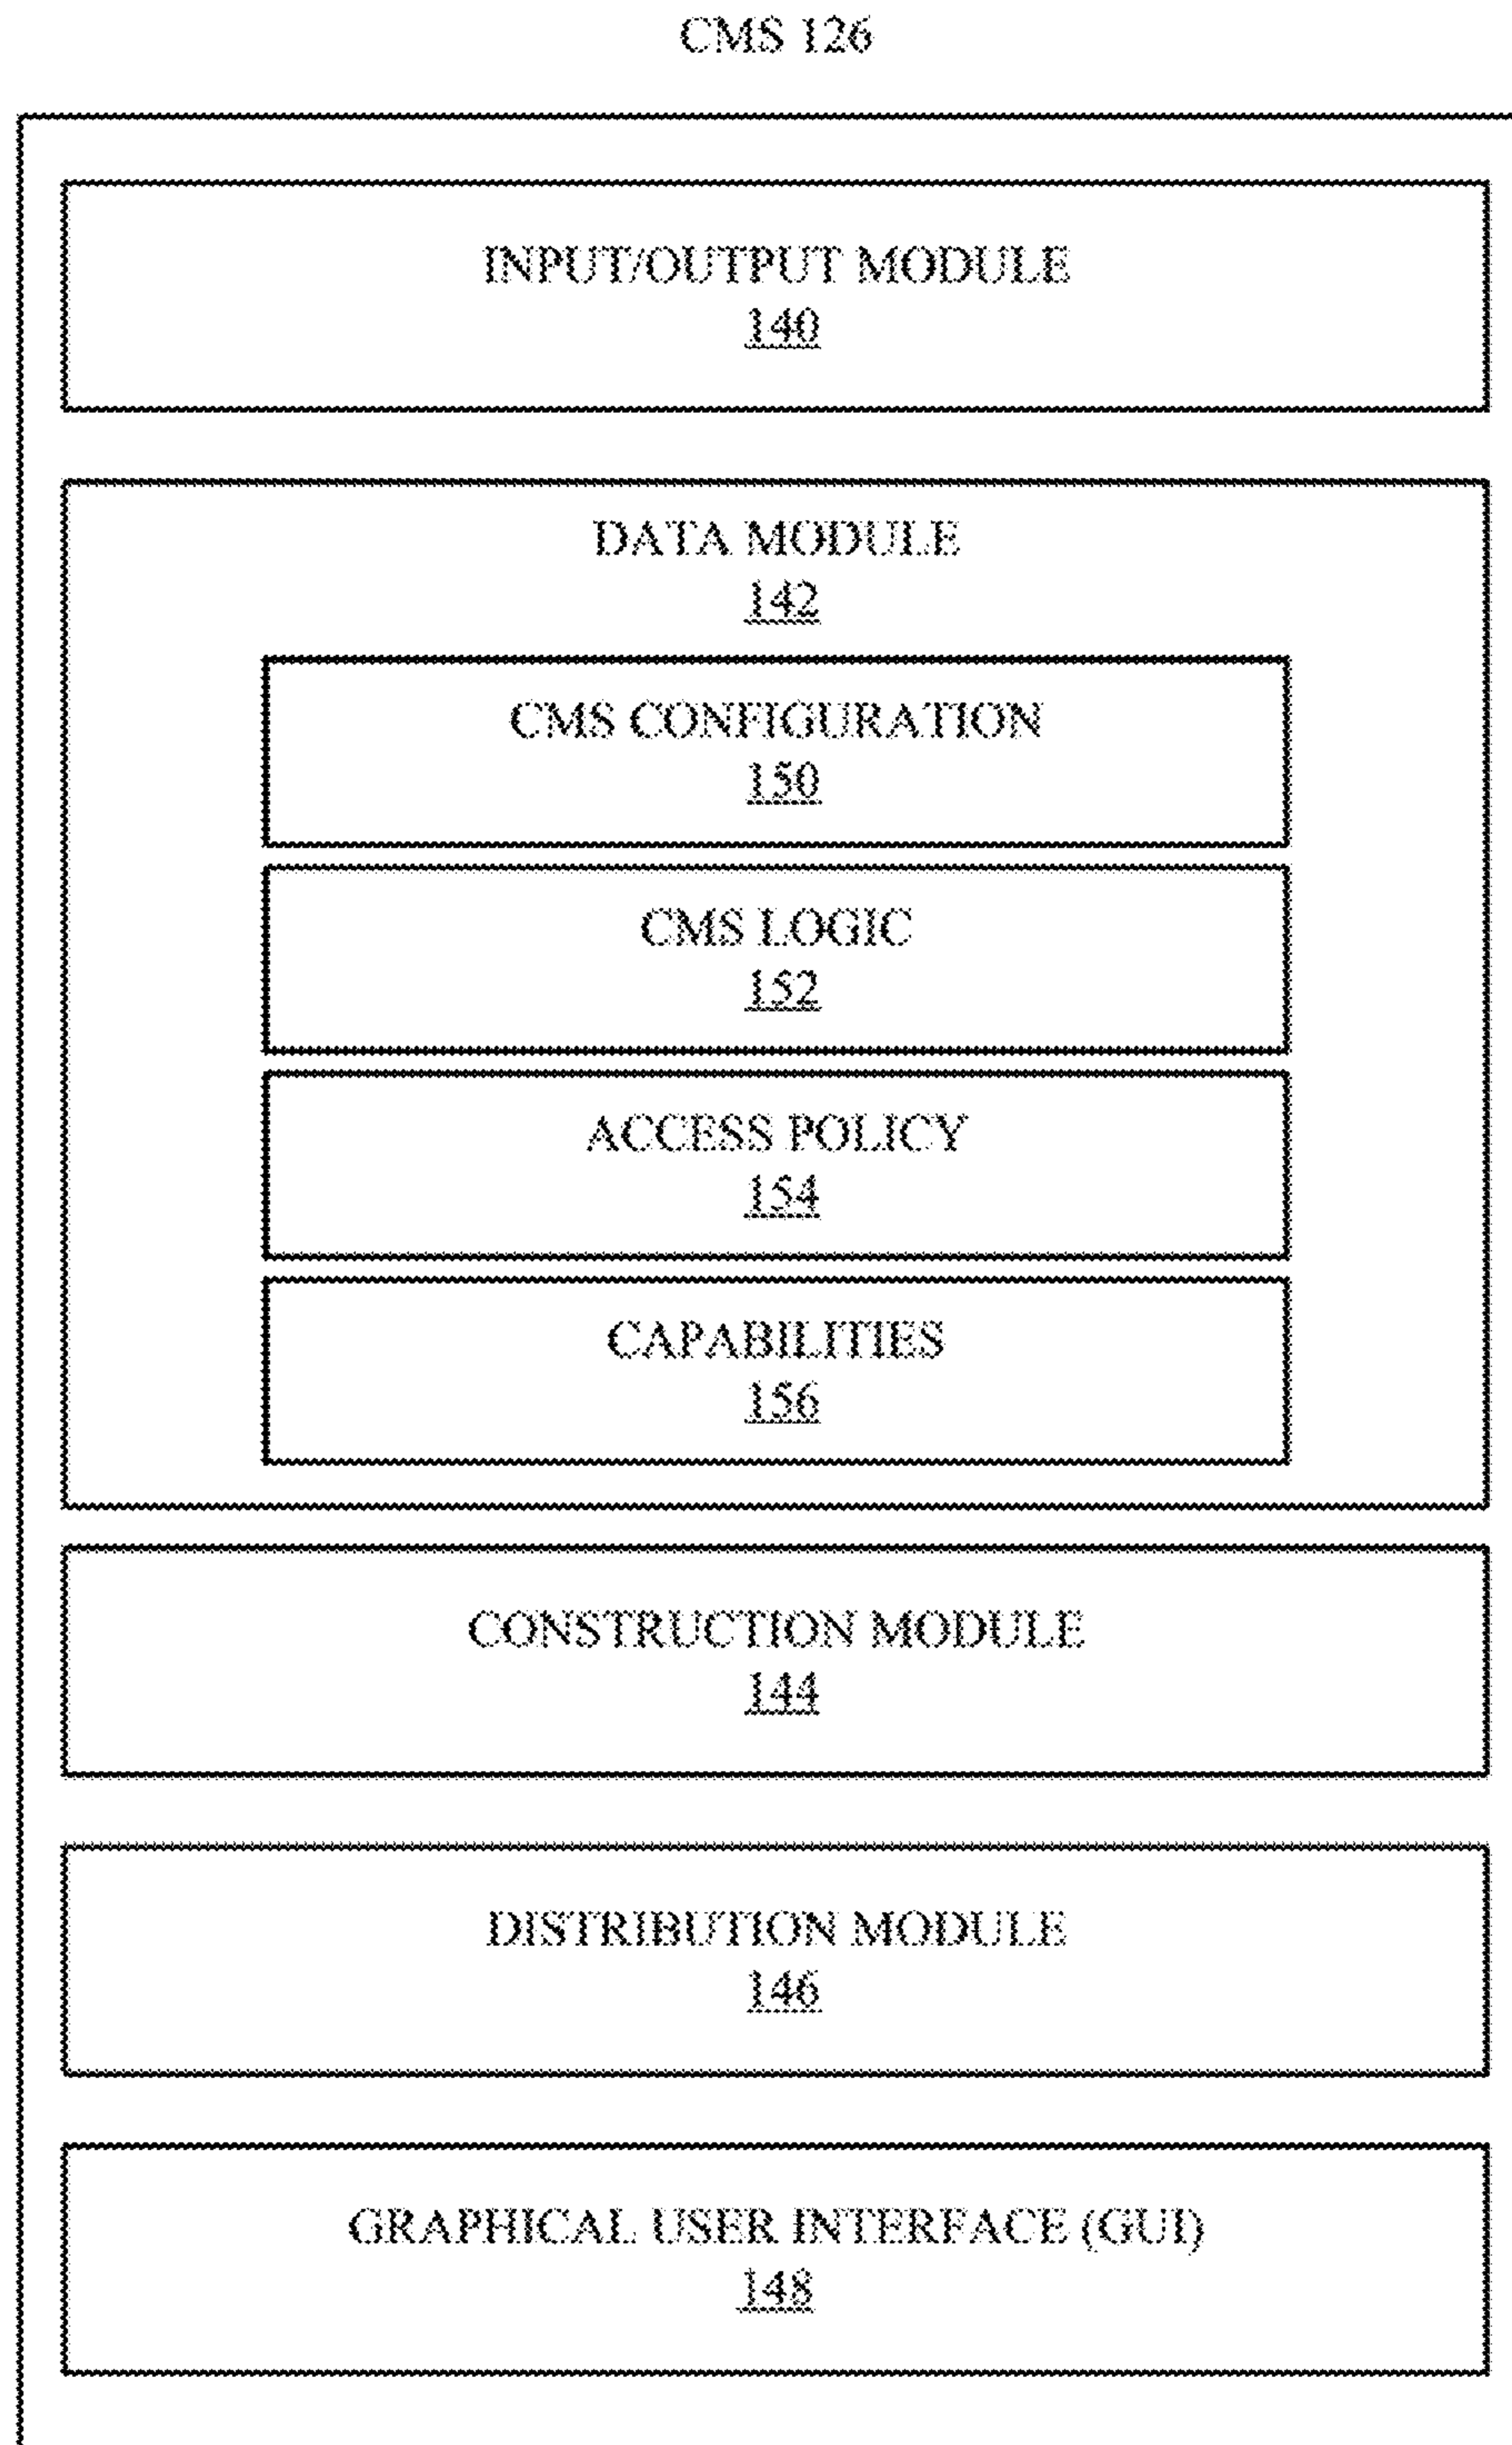 CMS 126
INPUT/OUTPUT MODULE
140
DATA MODULE
142
CMS CONFIGURATION
150
CMS LOGIC
152
ACCESS POLICY
154
CAPABILITIES
156
CONSTRUCTION MODULE
144
DISTRIBUTION MODULE
146
GRAPHICAL USER INTERFACE (GUI)
148